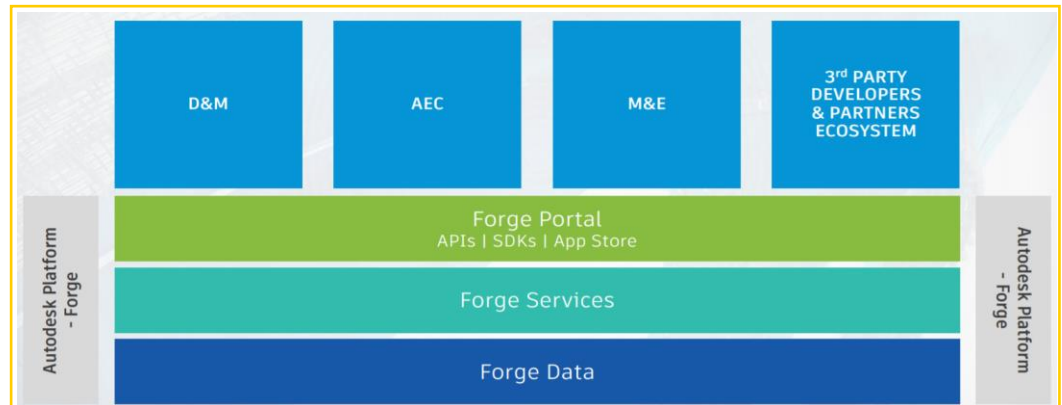 D&M
AEC
M&E
3rd PARTY
DEVELOPERS
& PARTNERS
ECOSYSTEM
Autodesk Platform
- Forge
Forge Portal
APIs | SDKs | App Store
Forge Services
Forge Data
Autodesk Platform
- Forge